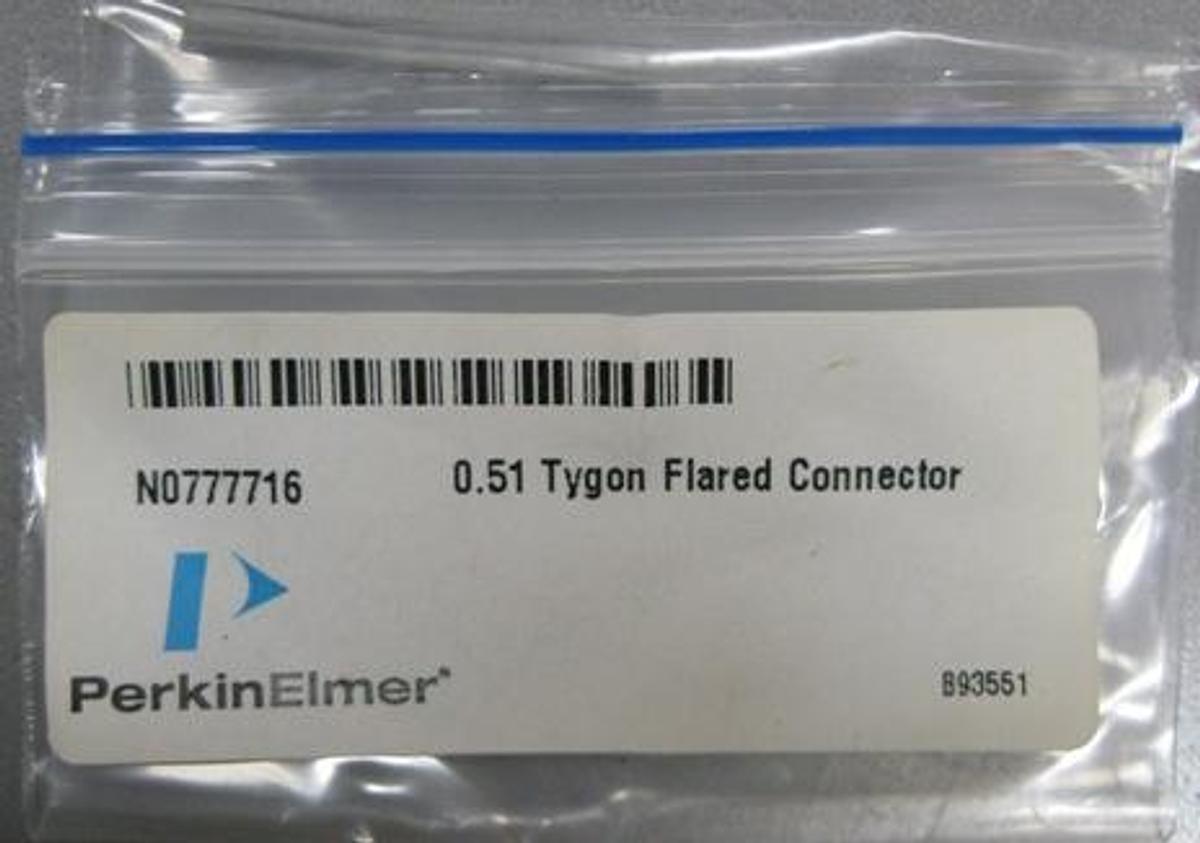 N0777716 0.51 Tygon Flared Connector
PerkinElmer
893551